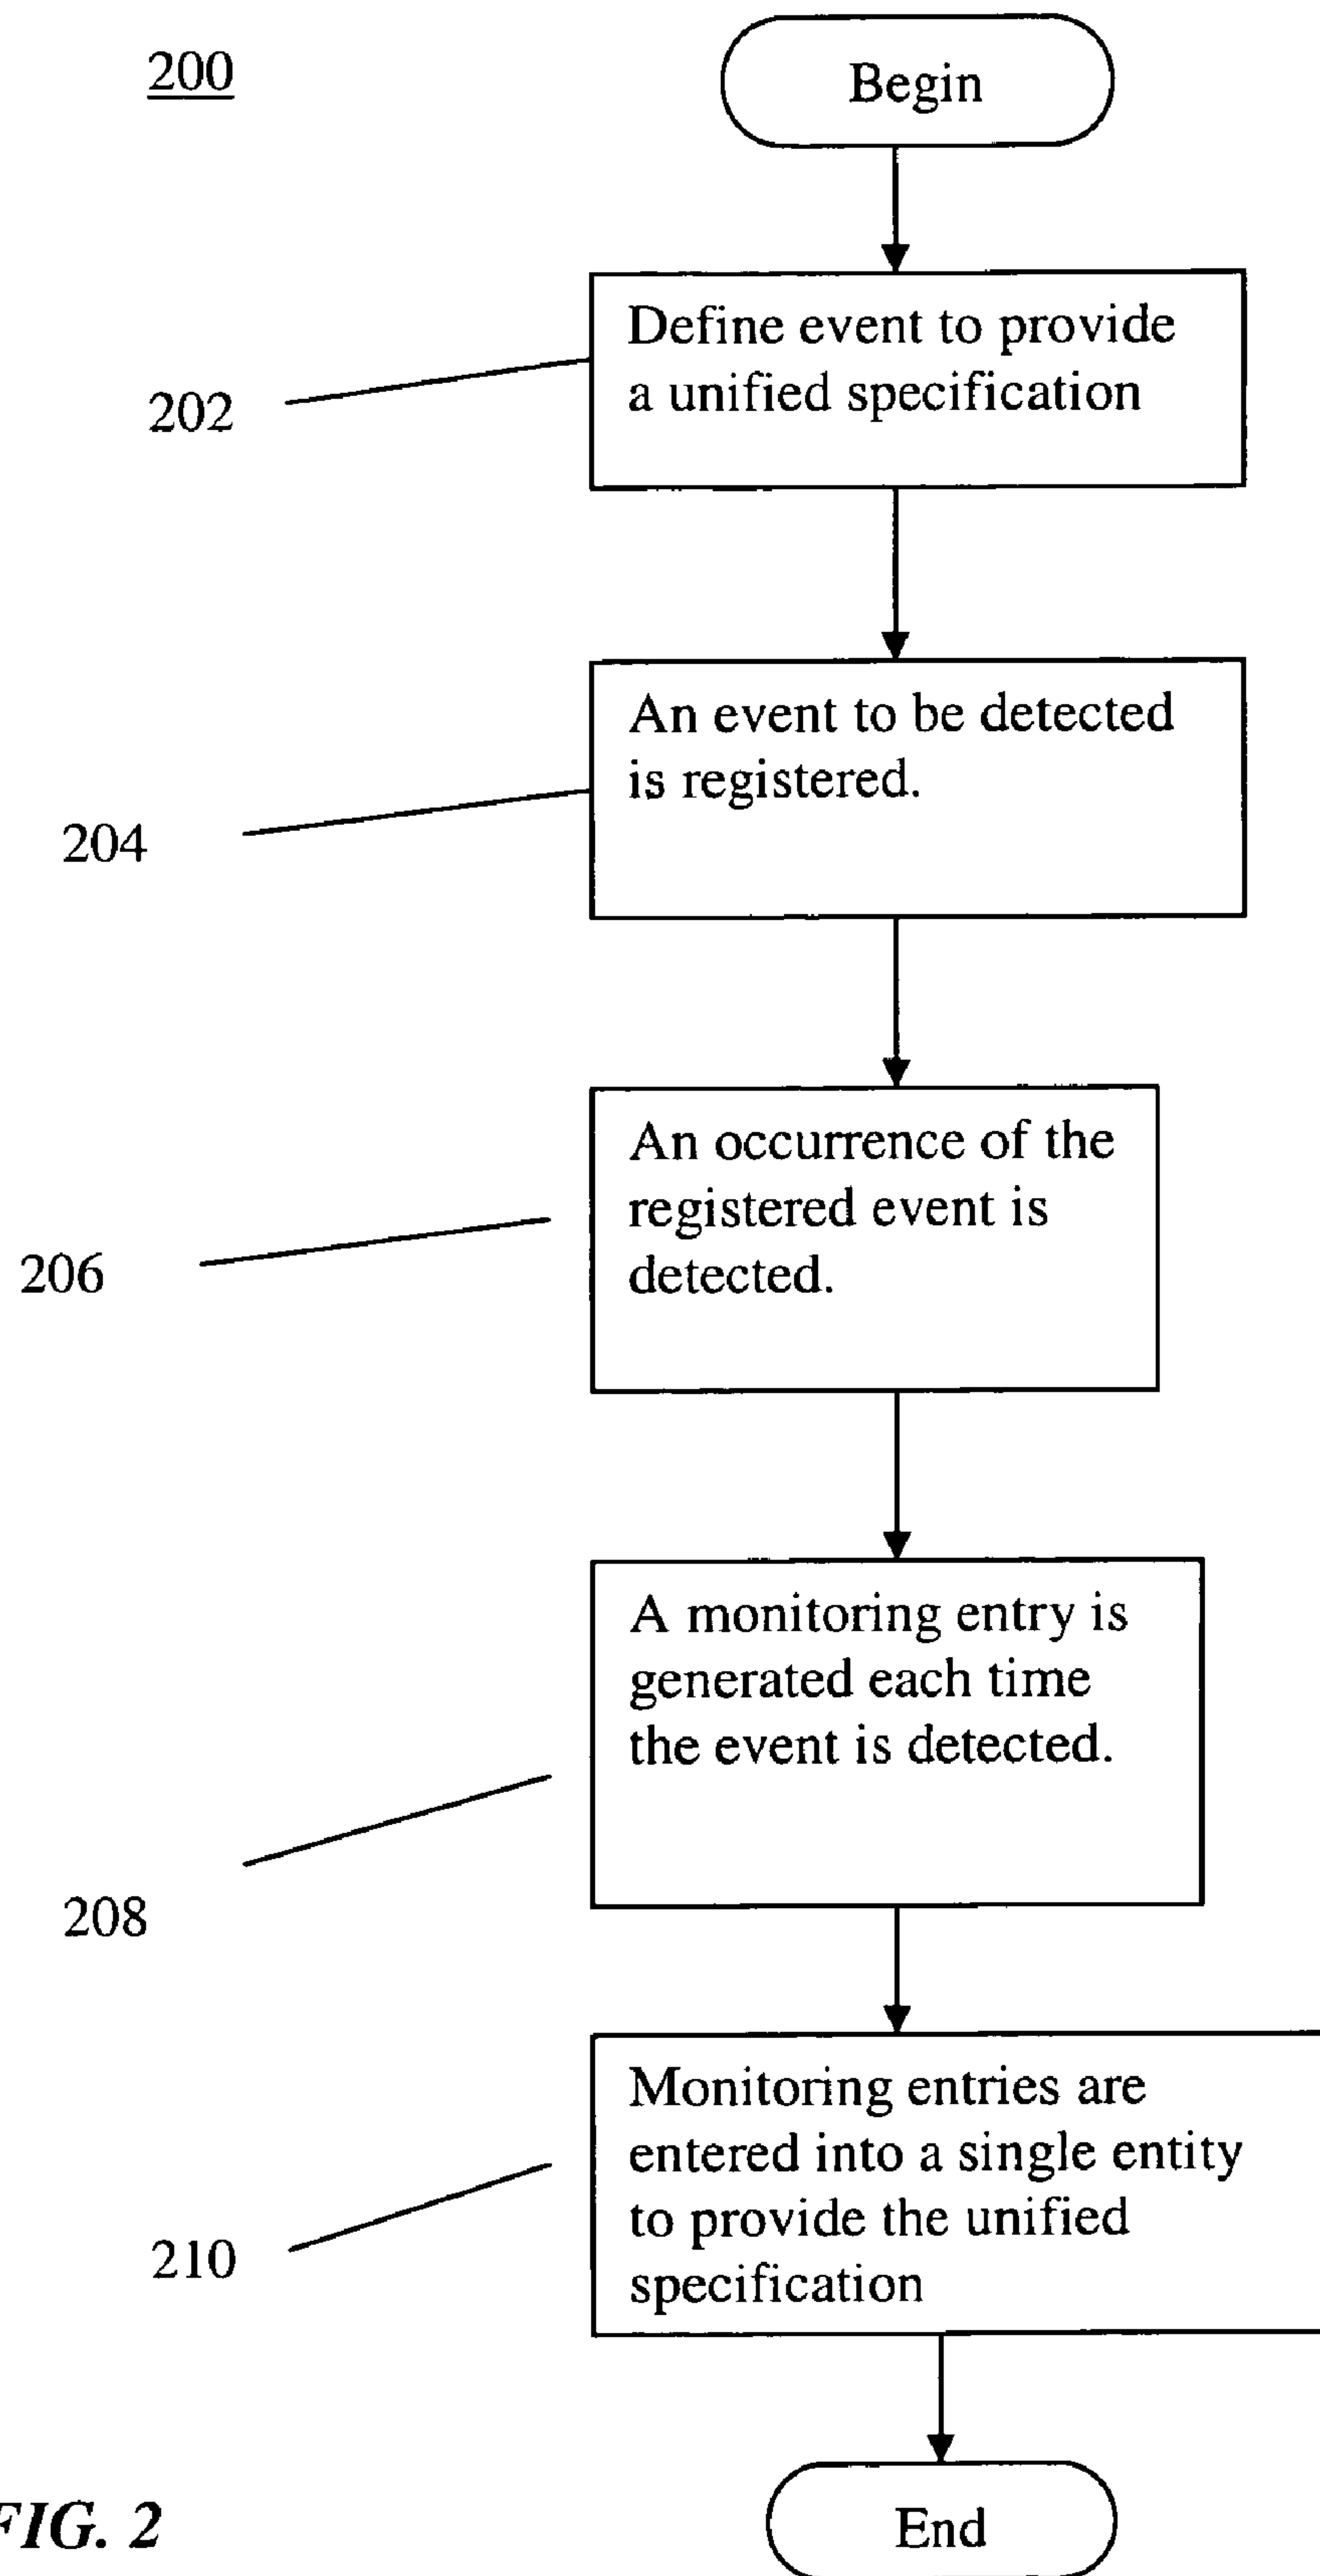 200
Begin
Define event to provide
a unified specification
202
An event to be detected
is registered.
204
An occurrence of the
registered event is
detected.
206
A monitoring entry is
generated each time
the event is detected.
208
Monitoring entries are
entered into a single entity
to provide the unified
specification
210
End
FIG. 2